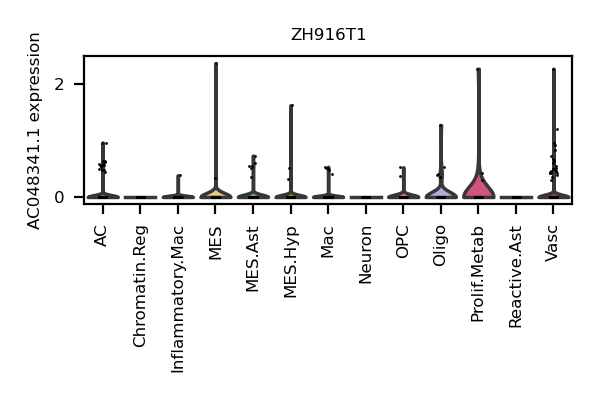 ZH916T1
AC048341.1 expression
2
0
AC
Chromatin.Reg
Inflammatory.Mac
MES
MES.Ast
MES.Hyp
Mac
Neuron
OPC
Oligo
Prolif.Metab
Reactive.Ast
Vasc